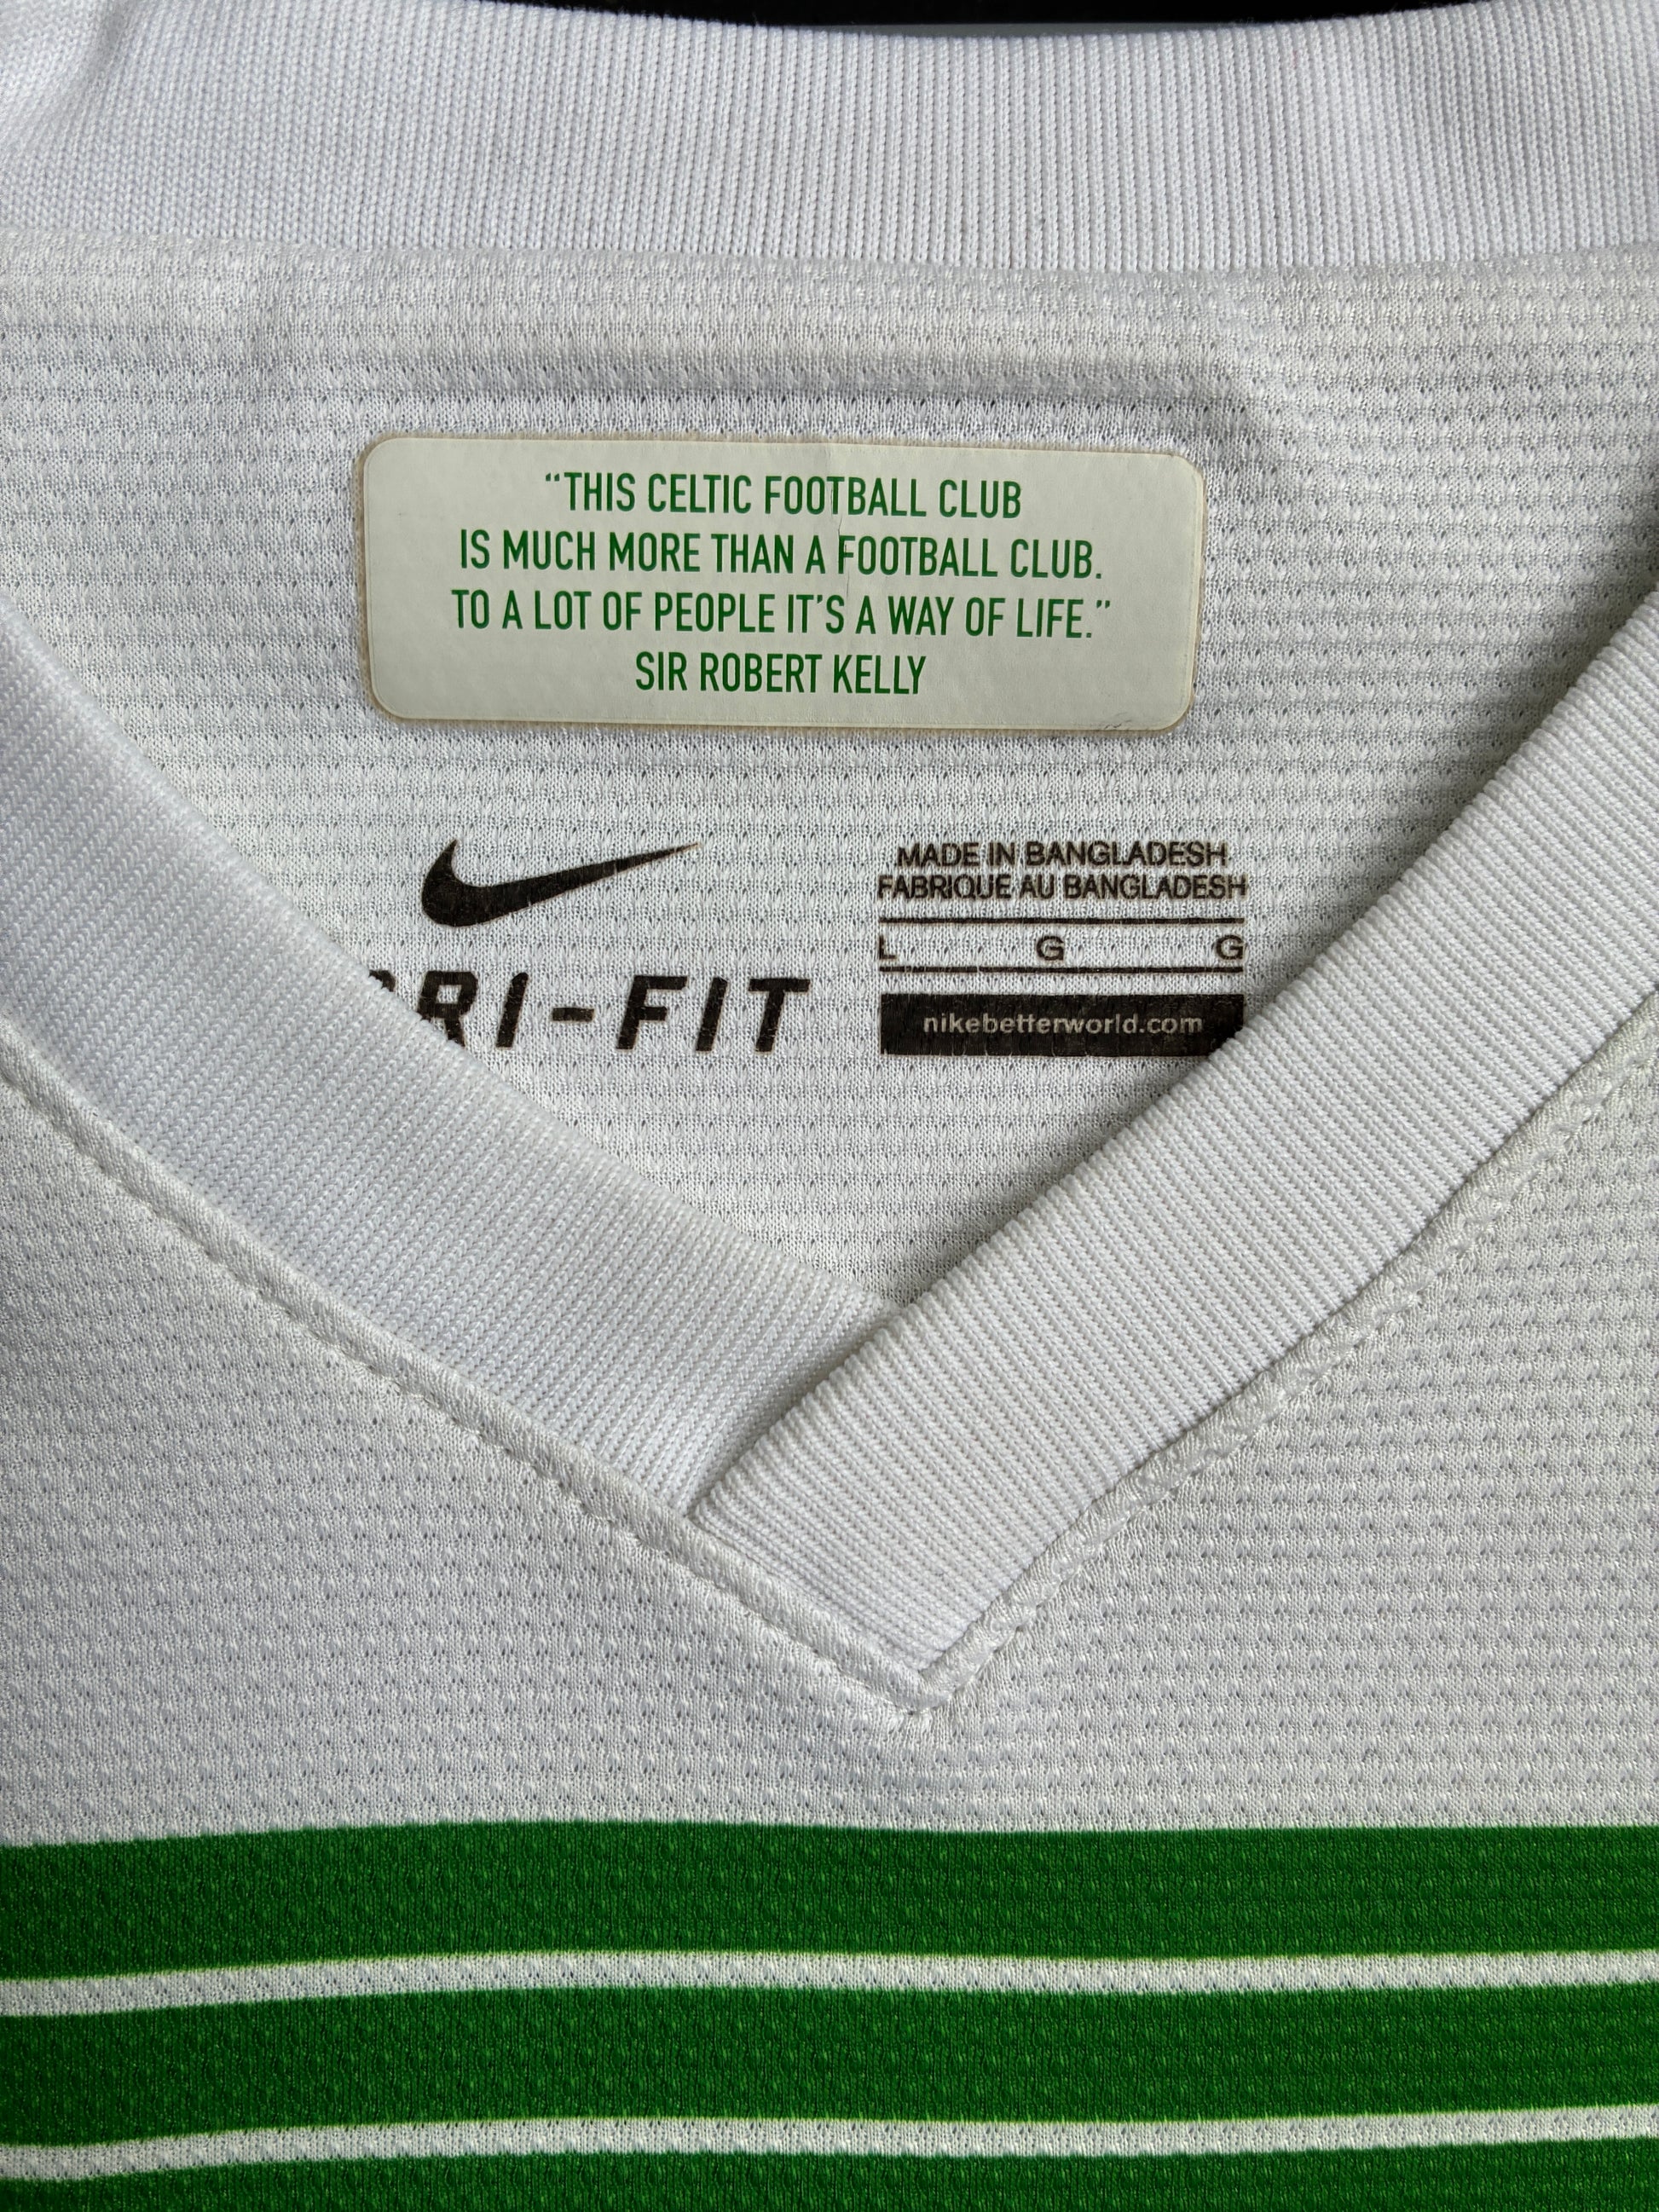 “THIS CELTIC FOOTBALL CLUB
IS MUCH MORE THAN A FOOTBALL CLUB.
TO A LOT OF PEOPLE IT’S A WAY OF LIFE.”
SIR ROBERT KELLY
RI-FIT
MADE IN BANGLADESH
FABRIQUE AU BANGLADESH
L G G
nikebetterworld.com